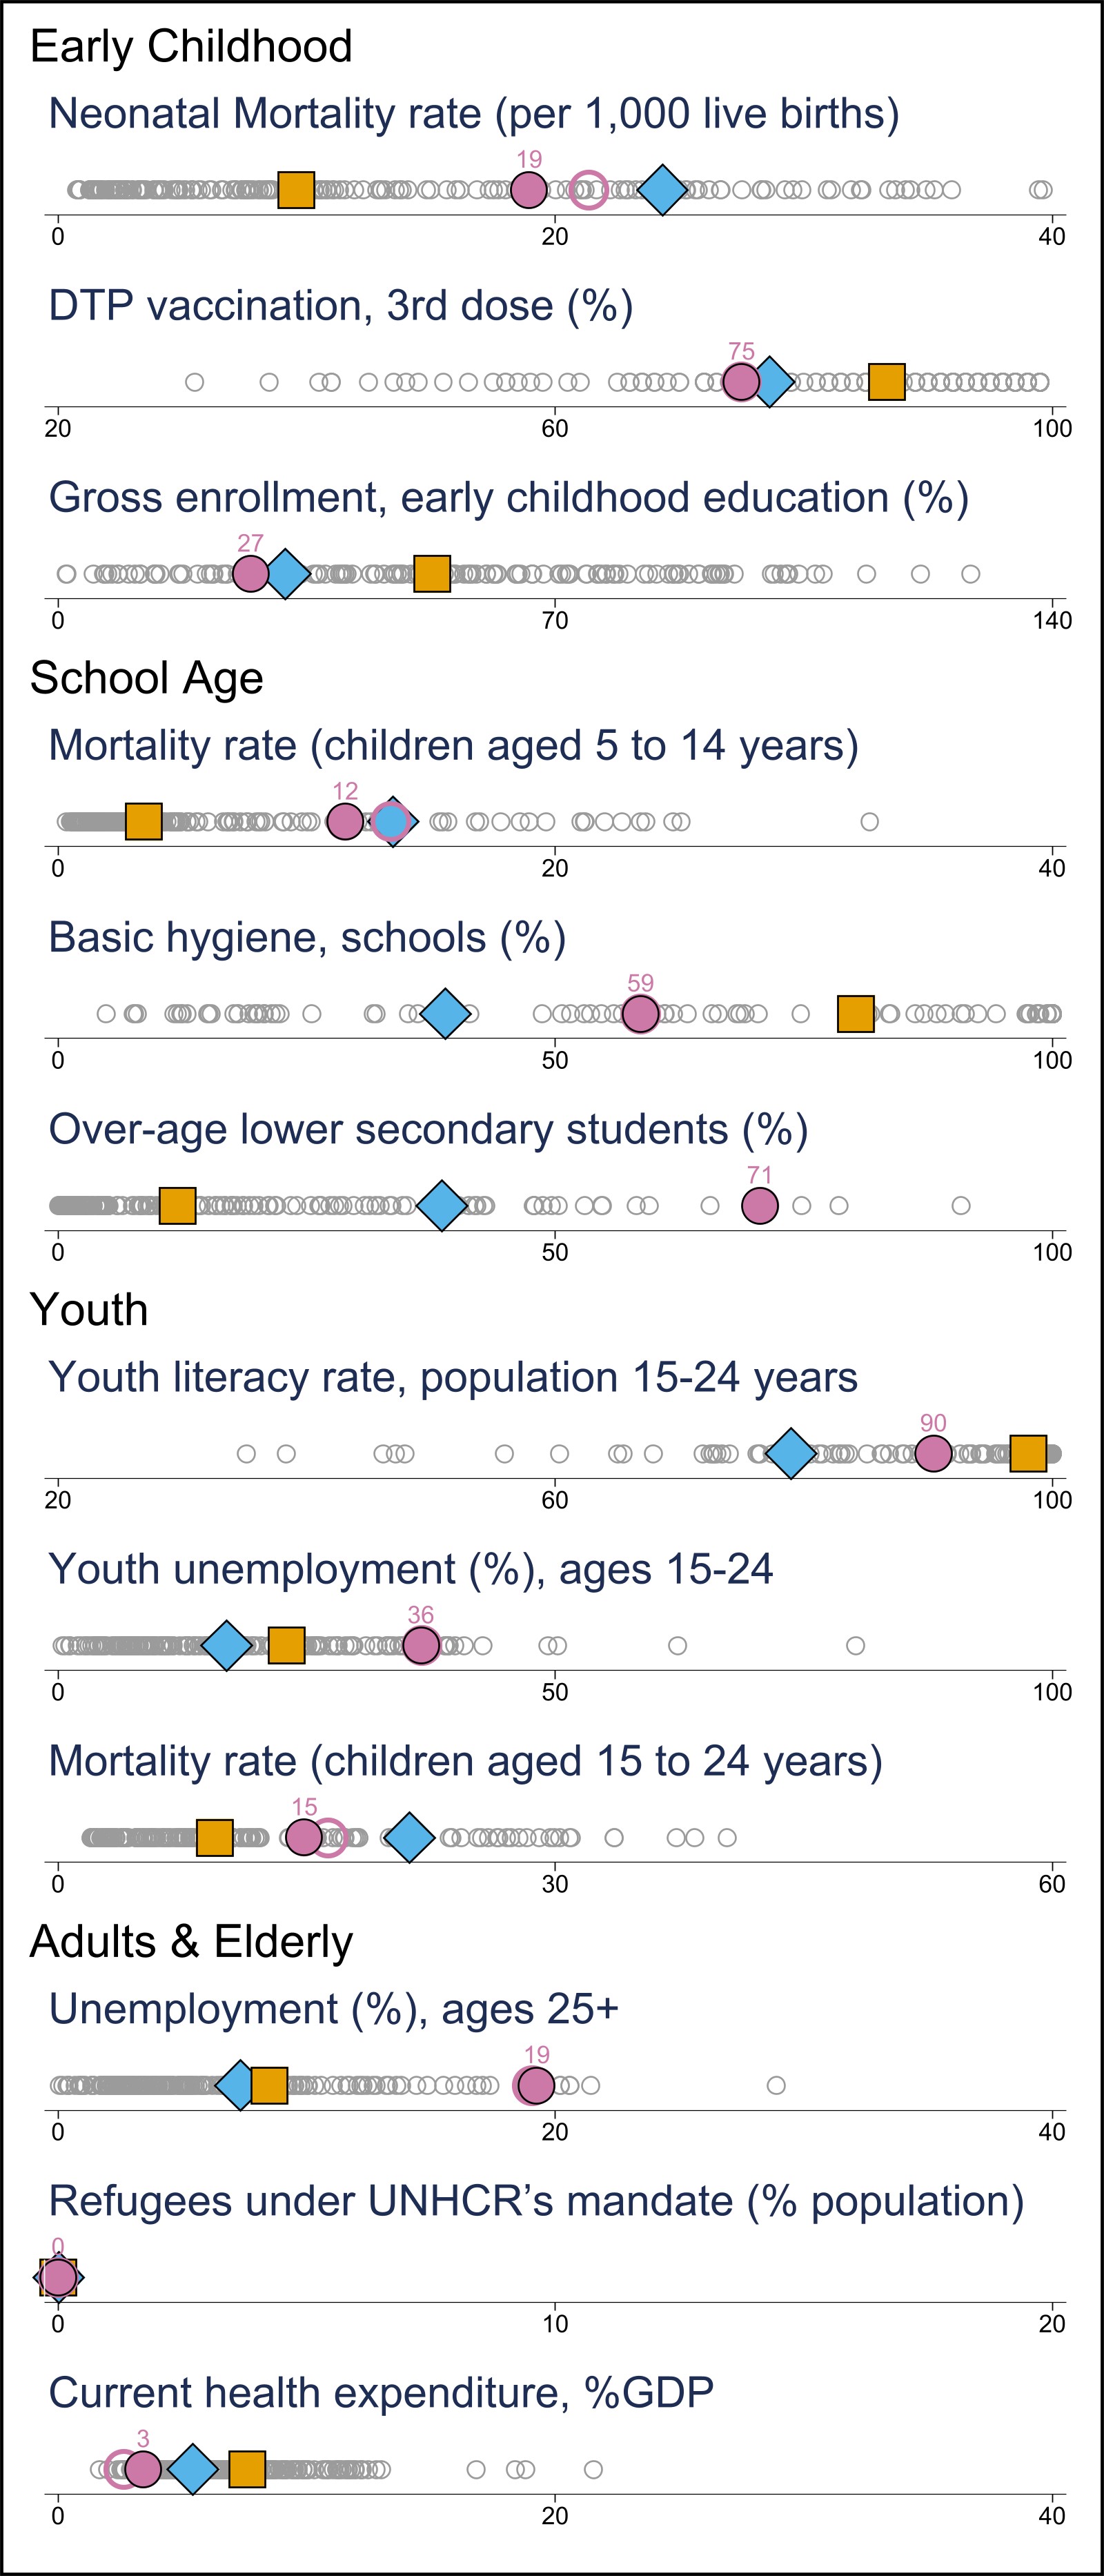 Early Childhood
Neonatal Mortality rate (per 1,000 live births)
19
0 20 40
DTP vaccination, 3rd dose (%)
75
20 60 100
Gross enrollment, early childhood education (%)
27
0 70 140
School Age
Mortality rate (children aged 5 to 14 years)
12
0 20 40
Basic hygiene, schools (%)
59
0 50 100
Over-age lower secondary students (%)
71
0 50 100
Youth
Youth literacy rate, population 15-24 years
90
20 60 100
Youth unemployment (%), ages 15-24
36
0 50 100
Mortality rate (children aged 15 to 24 years)
15
0 30 60
Adults & Elderly
Unemployment (%), ages 25+
19
0 20 40
Refugees under UNHCR’s mandate (% population)
0
0 10 20
Current health expenditure, %GDP
3
0 20 40